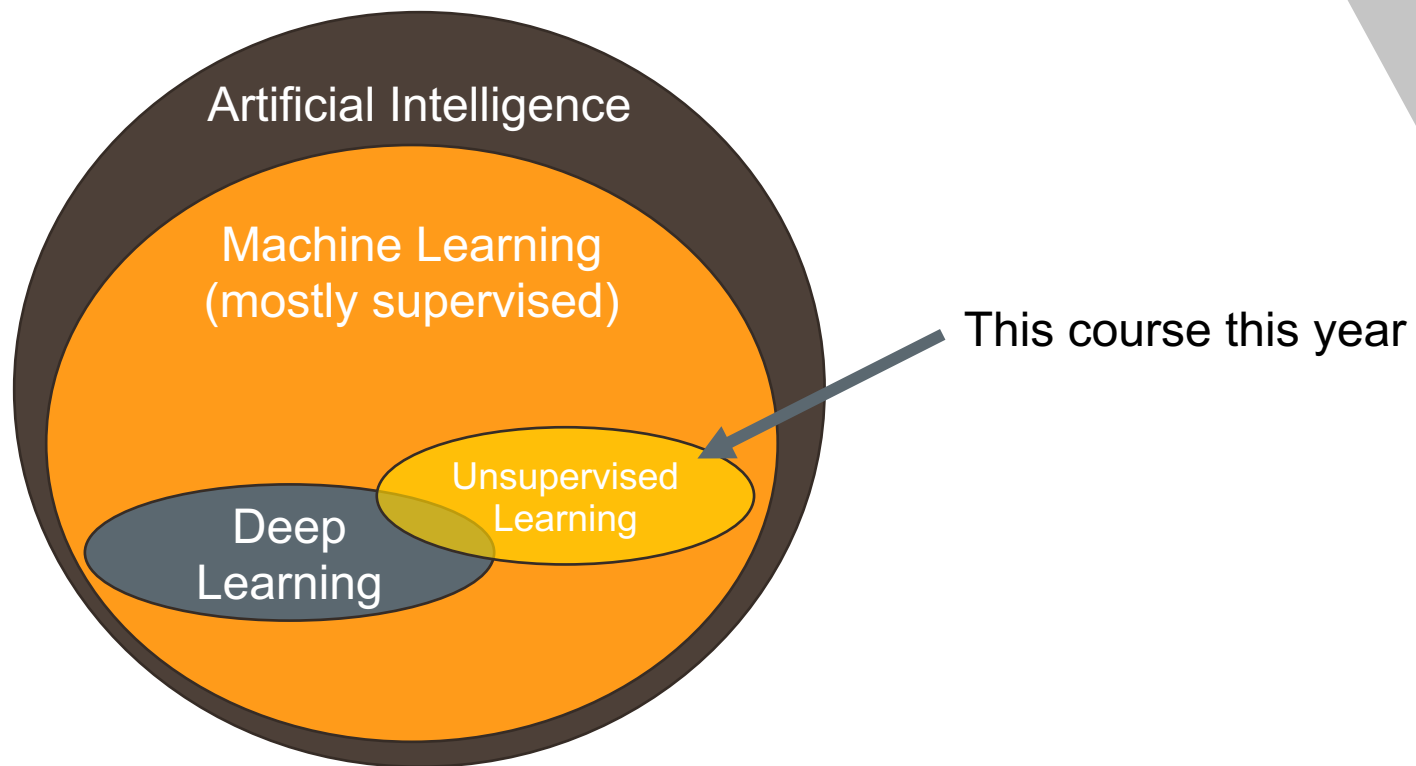 Artificial Intelligence
Machine Learning
(mostly supervised)
This course this year
Unsupervised
Learning
Deep
Learning